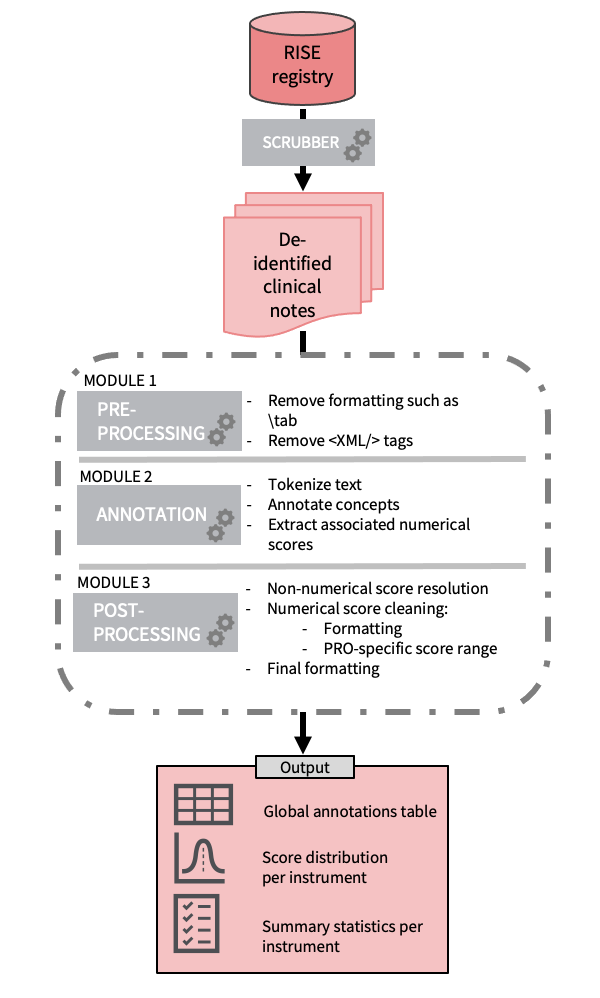 RISE
registry
SCRUBBER
De-
identified
clinical
notes
MODULE 1
PRE-
PROCESSING
- Remove formatting such as
\tab
- Remove <XML/> tags
MODULE 2
ANNOTATION
- Tokenize text
- Annotate concepts
- Extract associated numerical
scores
MODULE 3
POST-
PROCESSING
- Non-numerical score resolution
- Numerical score cleaning:
- Formatting
- PRO-specific score range
- Final formatting
Output
Global annotations table
Score distribution
per instrument
Summary statistics per
instrument